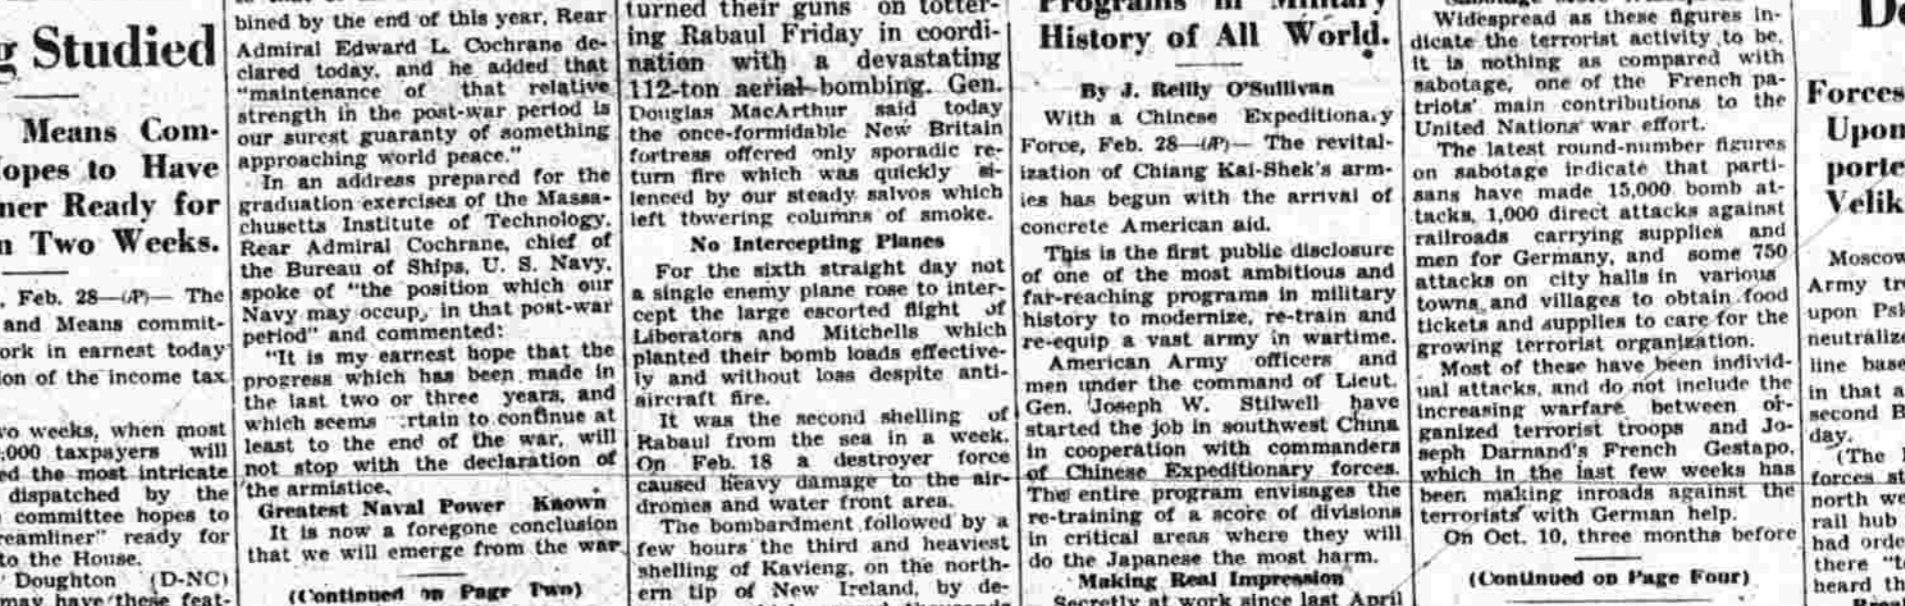 g Studied
Means Com-
opes to Have
ner Ready for
n Two Weeks.
, Feb. 28—(AP)— The
and Means commit-
ork in earnest today
ion of the income tax
vo weeks, when most
,000 taxpayers will
ed the most intricate
dispatched by the
committee hopes to
reamliner" ready for
to the House.
Doughton (D-NC)
may have these feat-
bined by the end of this year, Rear
Admiral Edward L. Cochrane de-
clared today, and he added that
"maintenance of that relative
strength in the post-war period is
our surest guaranty of something
approaching world peace."
In an address prepared for the
graduation exercises of the Massa-
chusetts Institute of Technology,
Rear Admiral Cochrane, chief of
the Bureau of Ships, U. S. Navy,
spoke of "the position which our
Navy may occupy, in that post-war
period" and commented:
"It is my earnest hope that the
progress which has been made in
the last two or three years, and
which seems :rtain to continue at
least to the end of the war, will
not stop with the declaration of
the armistice.
Greatest Naval Power Known
It is now a foregone conclusion
that we will emerge from the war
(Continued on Page Two)
turned their guns on totter-
ing Rabaul Friday in coordi-
nation with a devastating
112-ton aerial bombing. Gen.
Douglas MacArthur said today
the once-formidable New Britain
fortress offered only sporadic re-
turn fire which was quickly si-
lenced by our steady salvos which
left towering columns of smoke.
No Intercepting Planes
For the sixth straight day not
a single enemy plane rose to inter-
cept the large escorted flight of
Liberators and Mitchells which
planted their bomb loads effective-
ly and without loss despite anti-
aircraft fire.
It was the second shelling of
Rabaul from the sea in a week.
On Feb. 18 a destroyer force
caused heavy damage to the air-
dromes and water front area.
The bombardment followed by a
few hours the third and heaviest
shelling of Kavieng, on the north-
ern tip of New Ireland, by de-
Programs in Military
History of All World.
By J. Reilly O'Sullivan
With a Chinese Expeditiona.y
Force, Feb. 28—(AP)— The revital-
ization of Chiang Kai-Shek's arm-
ies has begun with the arrival of
concrete American aid.
This is the first public disclosure
of one of the most ambitious and
far-reaching programs in military
history to modernize, re-train and
re-equip a vast army in wartime.
American Army officers and
men under the command of Lieut.
Gen. Joseph W. Stilwell have
started the job in southwest China
in cooperation with commanders
of Chinese Expeditionary forces.
The entire program envisages the
re-training of a score of divisions
in critical areas where they will
do the Japanese the most harm.
Making Real Impression
Secretly at work since last April
Widespread as these figures in-
dicate the terrorist activity to be,
it is nothing as compared with
sabotage, one of the French pa-
triots' main contributions to the
United Nations war effort.
The latest round-number figures
on sabotage indicate that parti-
sans have made 15,000 bomb at-
tacks, 1,000 direct attacks against
railroads carrying supplies and
men for Germany, and some 750
attacks on city halls in various
towns and villages to obtain food
tickets and supplies to care for the
growing terrorist organization.
Most of these have been individ-
ual attacks, and do not include the
increasing warfare between or-
ganized terrorist troops and Jo-
seph Darnand's French Gestapo,
which in the last few weeks has
been making inroads against the
terrorists with German help.
On Oct. 10, three months before
(Continued on Page Four)
De
Forces
Upon
porte
Velik
Moscow
Army tr
upon Psk
neutralize
line base
in that a
second B
day.
(The
forces st
north we
rail hub
had orde
there "t
heard th